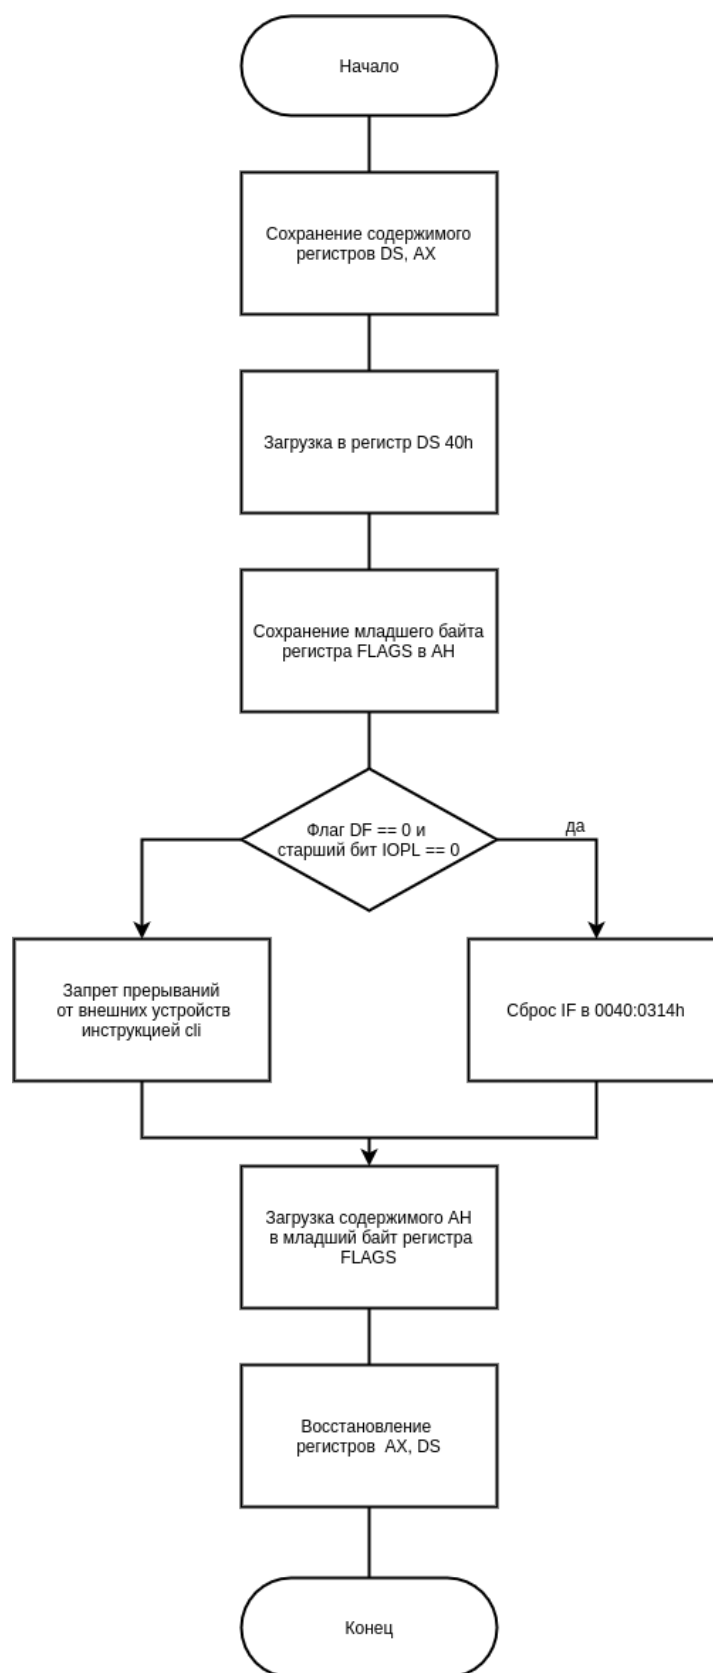 Начало
Сохранение содержимого
регистров DS, AX
Загрузка в регистр DS 40h
Сохранение младшего байта
регистра FLAGS в AH
Флаг DF == 0 и
старший бит IOPL == 0
да
Запрет прерываний
от внешних устройств
инструкцией cli
Сброс IF в 0040:0314h
Загрузка содержимого AH
в младший байт регистра
FLAGS
Восстановление
регистров AX, DS
Конец